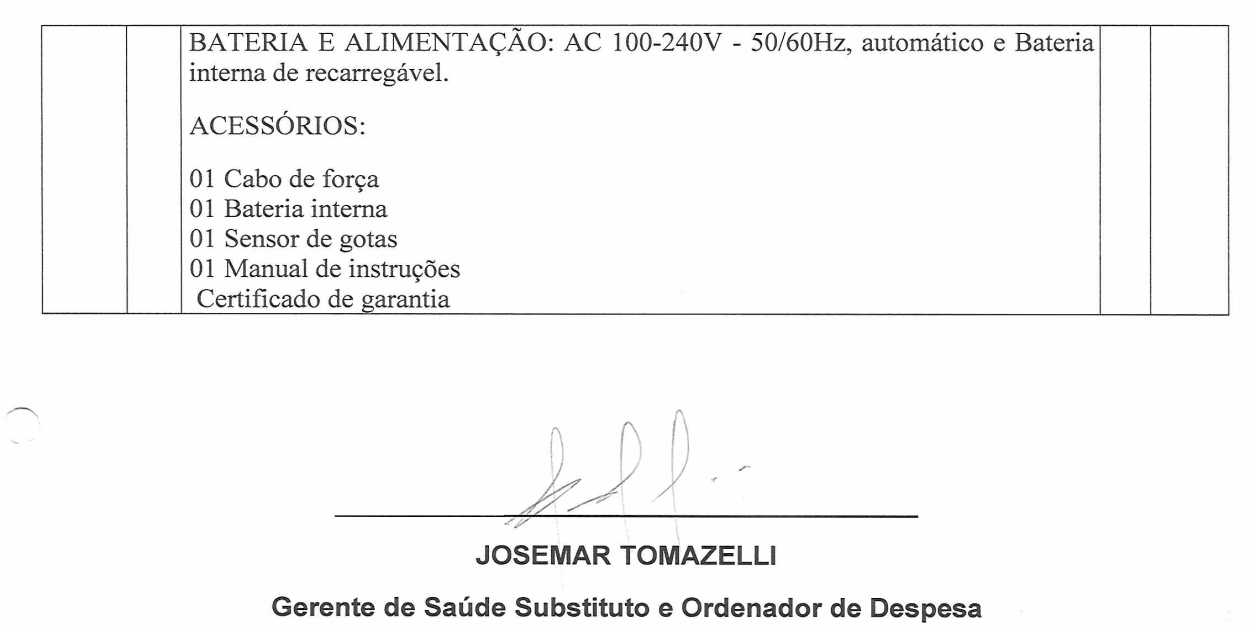 BATERIA E ALIMENTAÇÃO: AC 100-240V - 50/60Hz, automático e Bateria
interna de recarregável.
ACESSÓRIOS:
01 Cabo de força
01 Bateria interna
01 Sensor de gotas
01 Manual de instruções
Certificado de garantia
JOSEMAR TOMAZELLI
Gerente de Saúde Substituto e Ordenador de Despesa